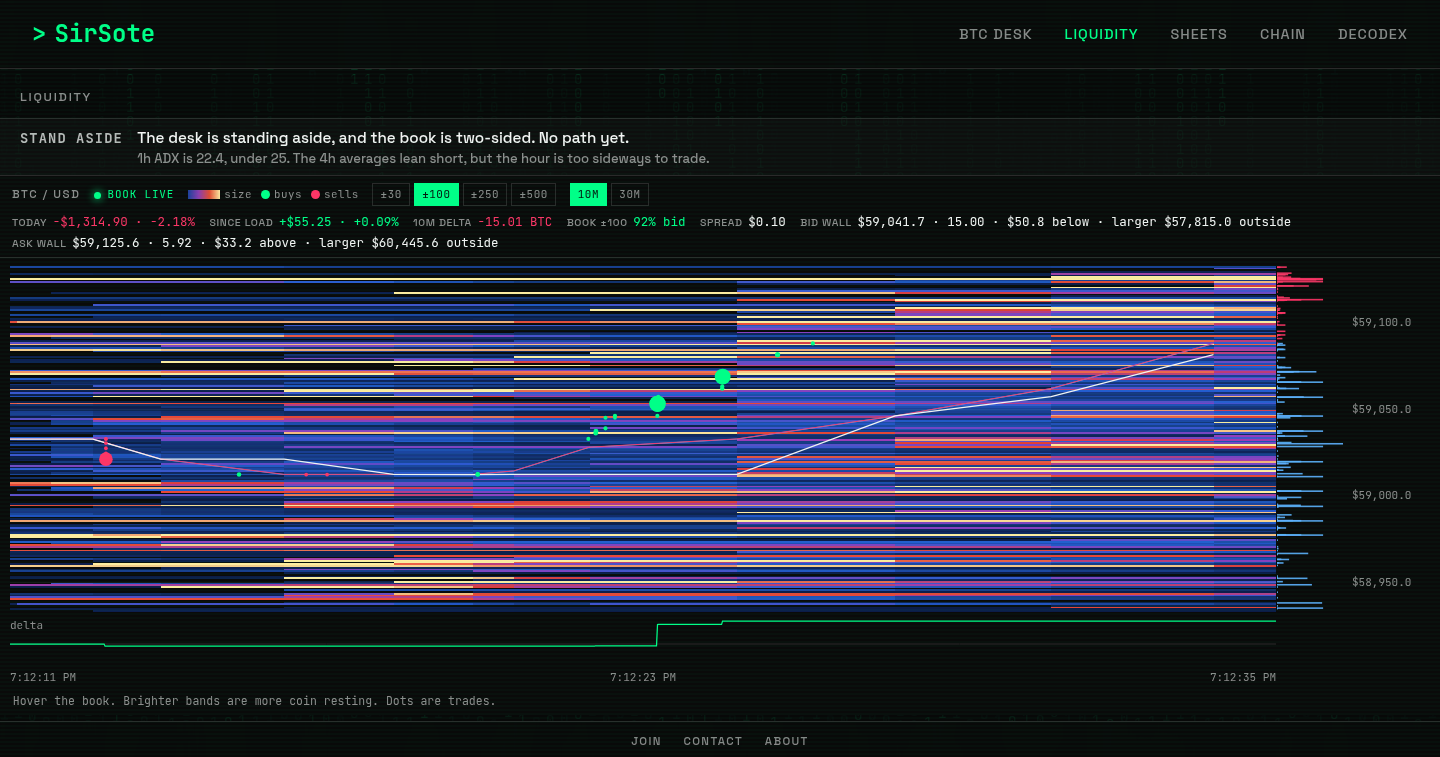 > SirSote
BTC DESK LIQUIDITY SHEETS CHAIN DECODEX
LIQUIDITY
STAND ASIDE The desk is standing aside, and the book is two-sided. No path yet.
1h ADX is 22.4, under 25. The 4h averages lean short, but the hour is too sideways to trade.
BTC / USD BOOK LIVE size buys sells ±30 ±100 ±250 ±500 10M 30M
TODAY -$1,314.90 · -2.18% SINCE LOAD +$55.25 · +0.09% 10M DELTA -15.01 BTC BOOK ±100 92% bid SPREAD $0.10 BID WALL $59,041.7 · 15.00 · $50.8 below · larger $57,815.0 outside
ASK WALL $59,125.6 · 5.92 · $33.2 above · larger $60,445.6 outside
$59,100.0
$59,050.0
$59,000.0
$58,950.0
delta
7:12:11 PM 7:12:23 PM 7:12:35 PM
Hover the book. Brighter bands are more coin resting. Dots are trades.
JOIN CONTACT ABOUT